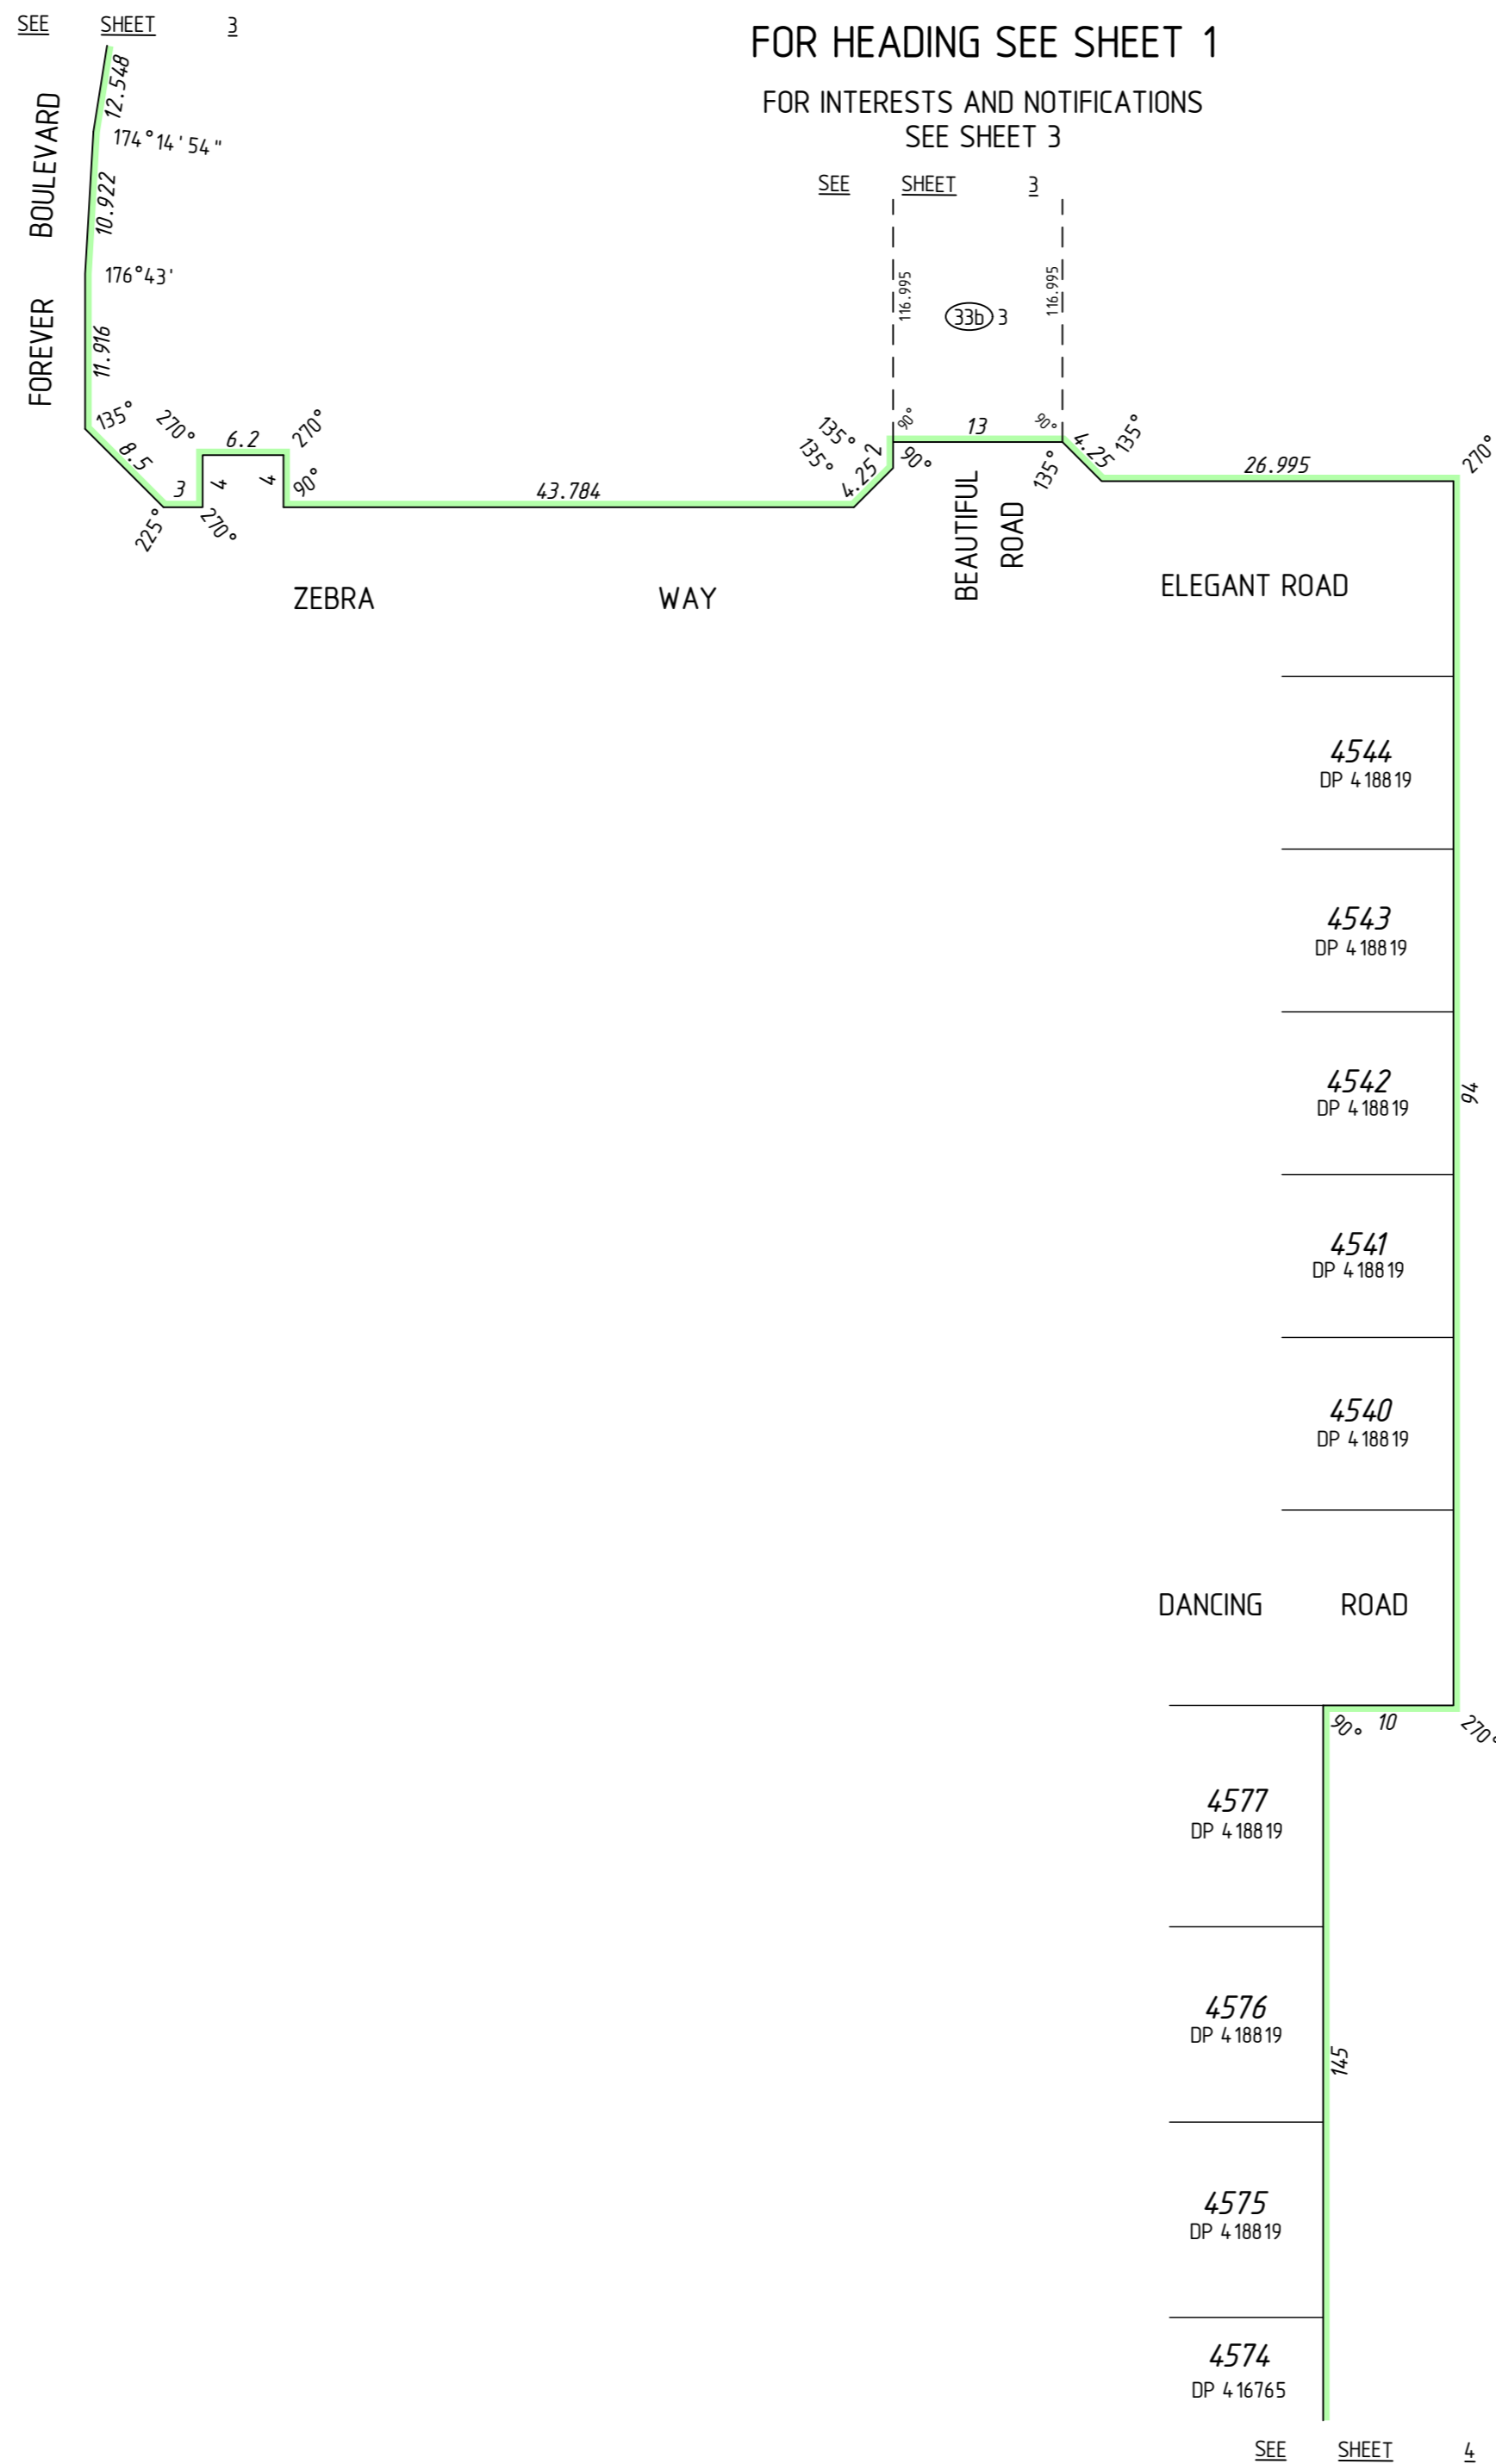 SEE SHEET 3
FOR HEADING SEE SHEET 1
FOR INTERESTS AND NOTIFICATIONS
SEE SHEET 3
SEE SHEET 3
12.548
174°14'54"
BOULEVARD
10.922
176°43'
FOREVER
11.916
116.995
116.995
33b 3
135°
8.5
270°
6.2
270°
3
4
4
90°
225°
270°
43.784
135°
135°
4.25
2
90°
90°
13
90°
135°
4.25
135°
26.995
270°
ZEBRA WAY
BEAUTIFUL
ROAD
ELEGANT ROAD
4544
DP 418819
4543
DP 418819
4542
DP 418819
94
4541
DP 418819
4540
DP 418819
DANCING ROAD
90°
10
270°
4577
DP 418819
4576
DP 418819
145
4575
DP 418819
4574
DP 416765
SEE SHEET 4